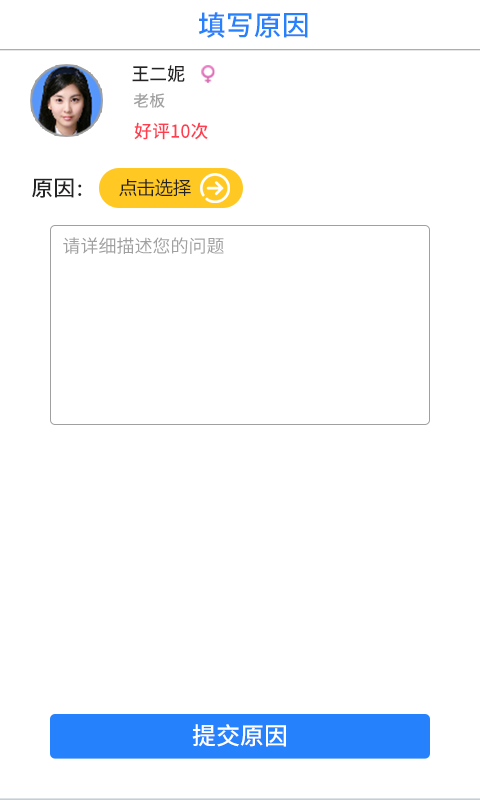 填写原因
王二妮
老板
好评10次
原因：
点击选择
请详细描述您的问题
提交原因